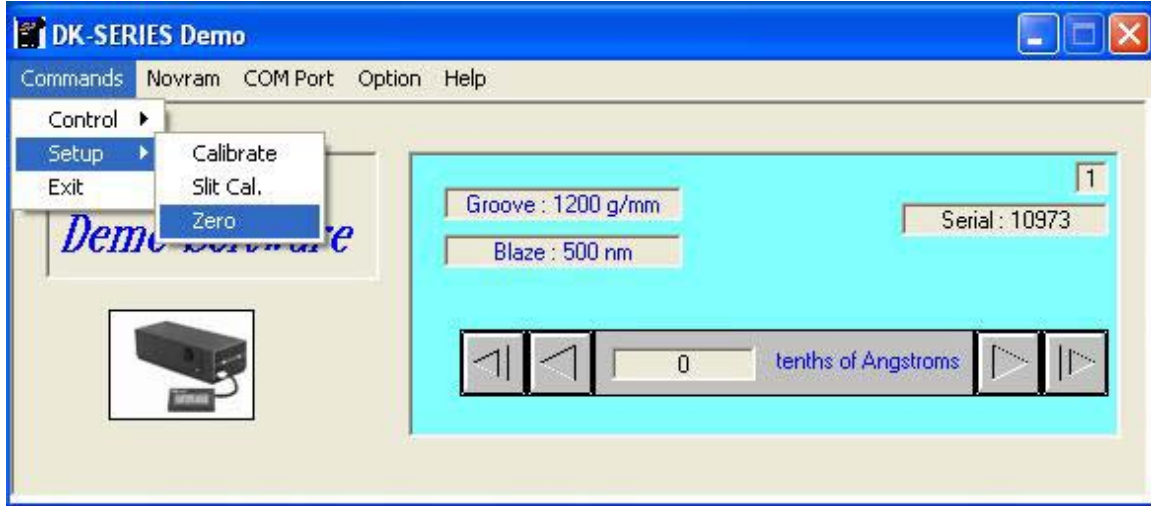 DK-SERIES Demo
Commands Novram COM Port Option Help
Control
Setup
Exit
Calibrate
Slit Cal.
Zero
Groove : 1200 g/mm
Blaze : 500 nm
1
Serial : 10973
0 tenths of Angstroms